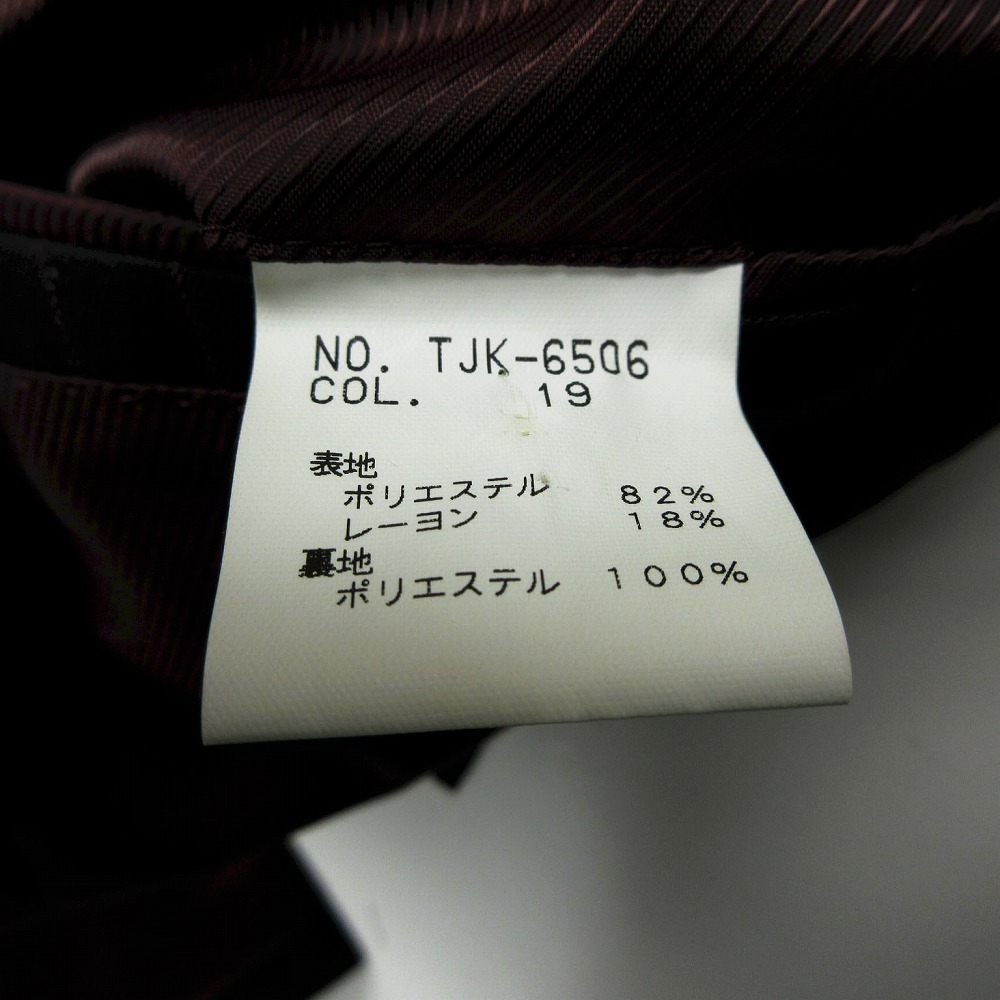 NO. TJK-6506
COL. 19
表地
ポリエステル 82%
レーヨン 18%
裏地
ポリエステル 100%